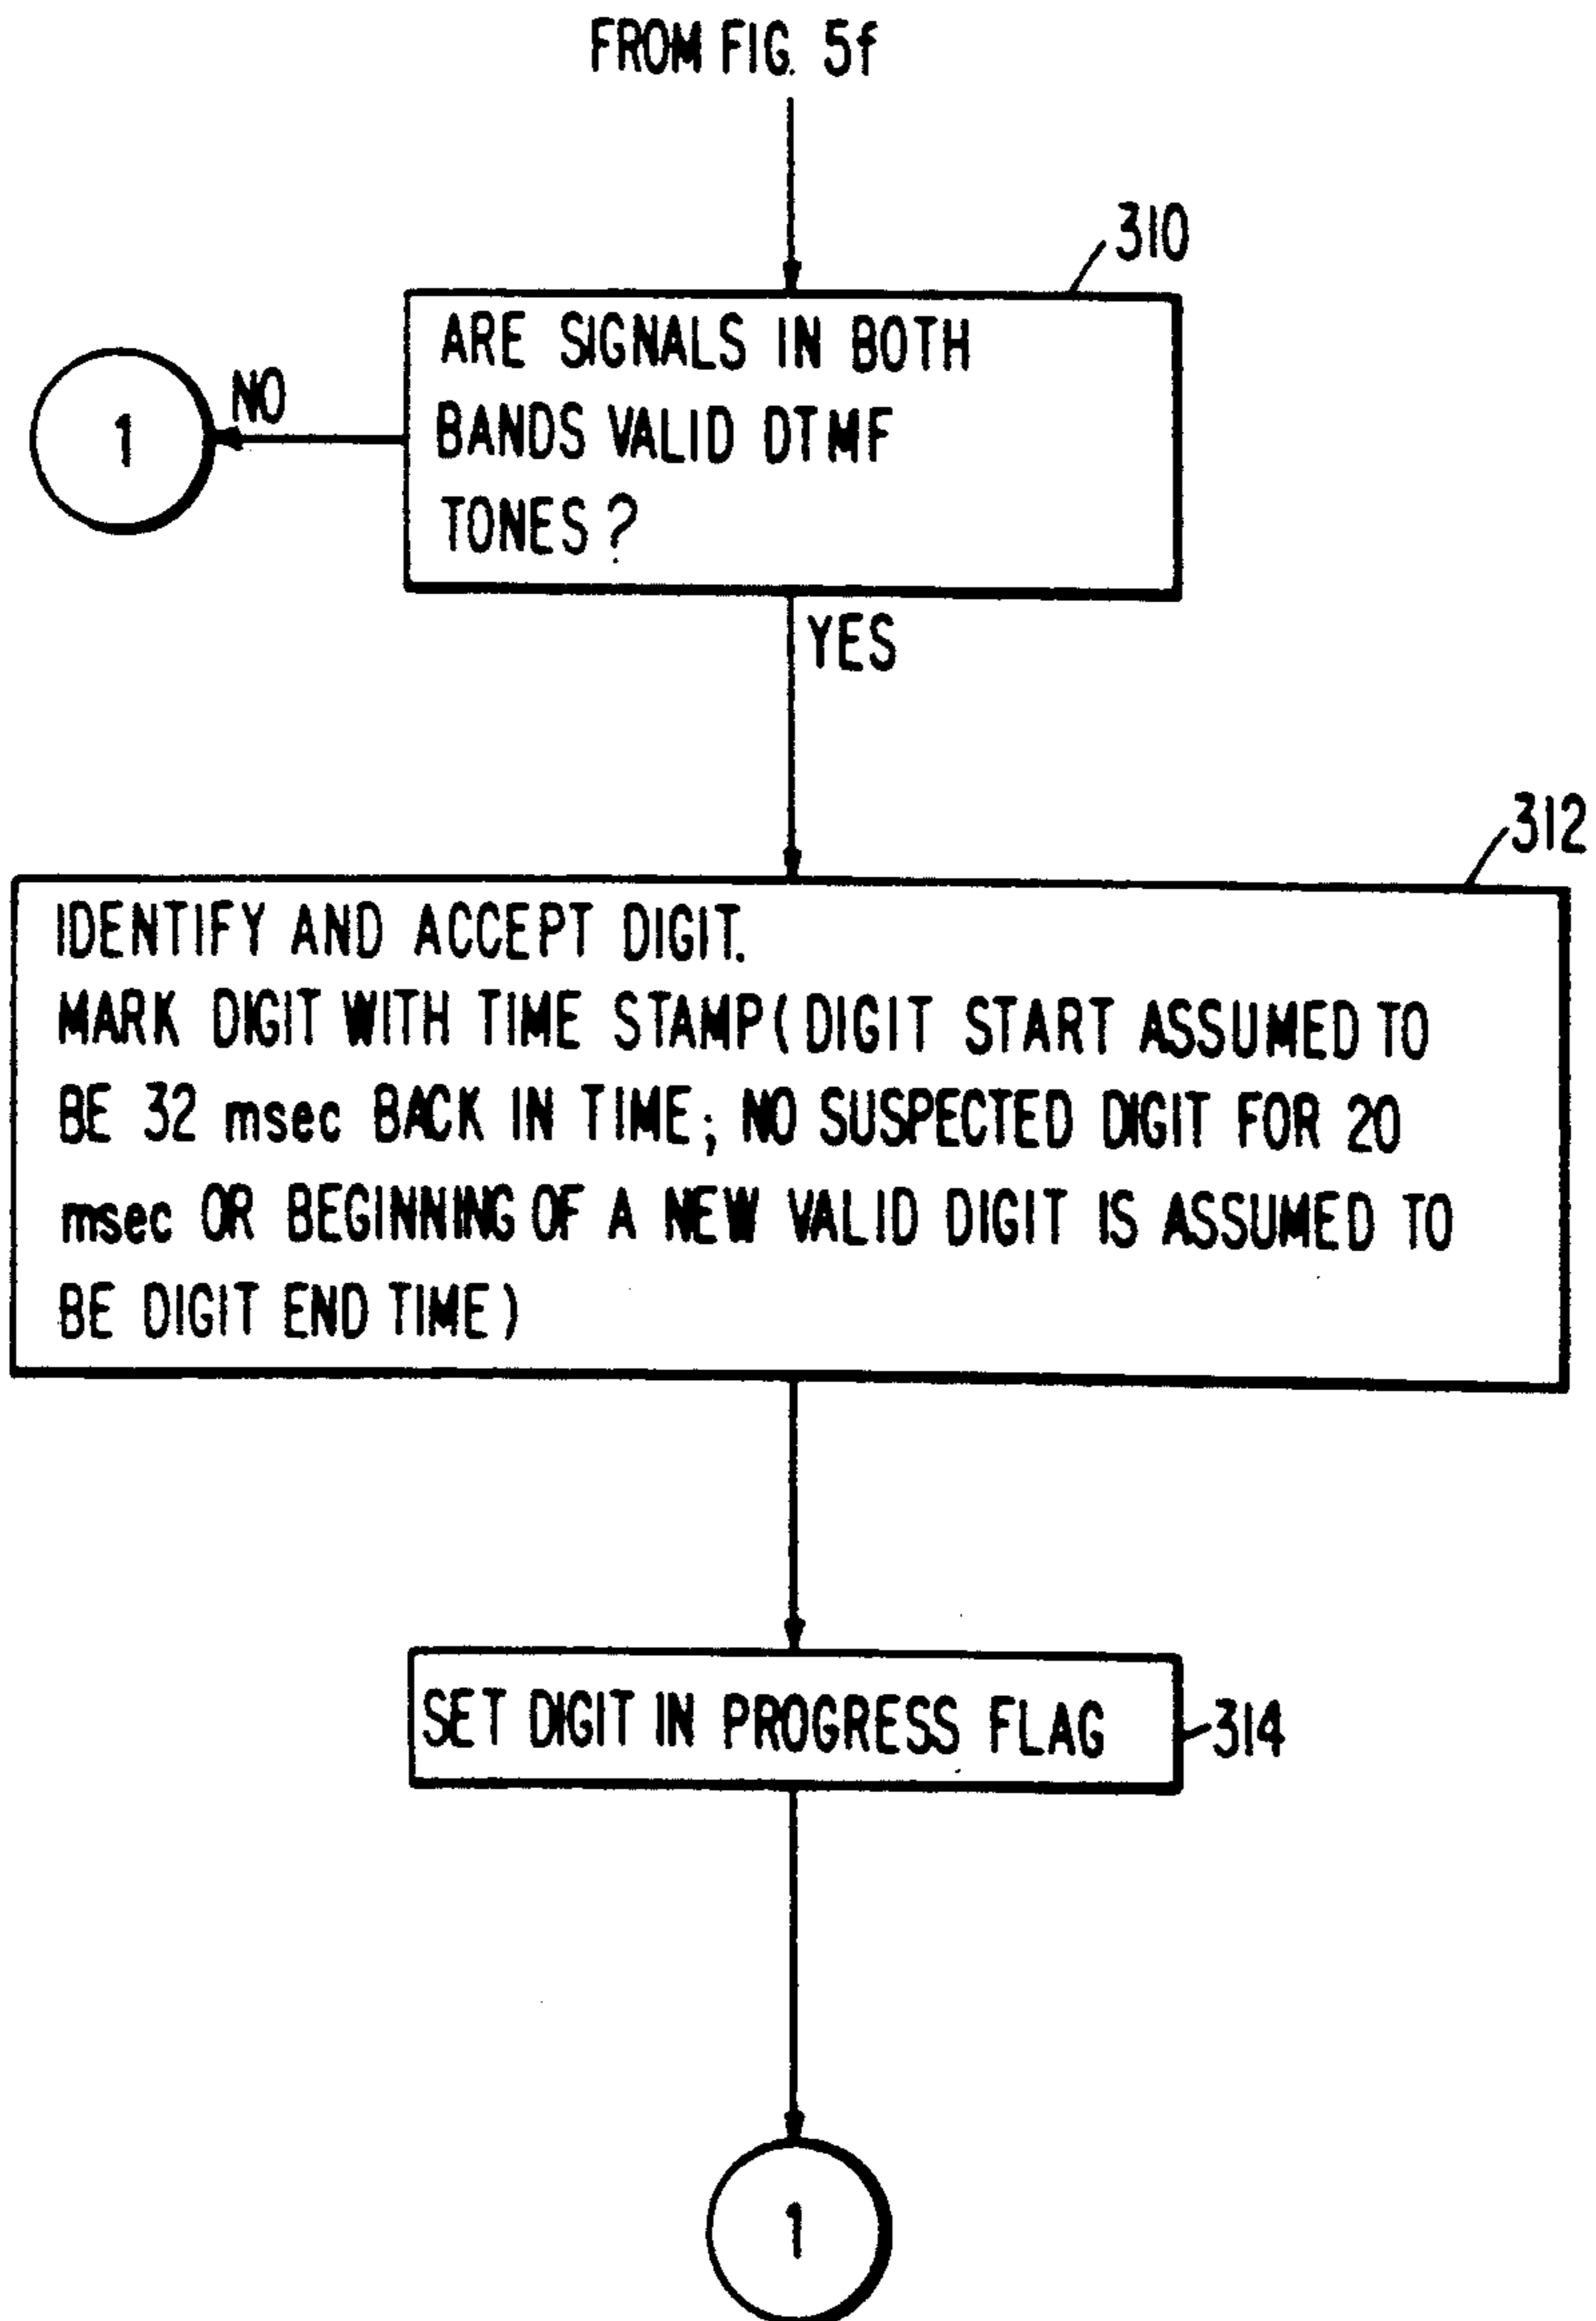 FROM FIG. 5f
310
ARE SIGNALS IN BOTH
BANDS VALID DTMF
TONES?
NO
1
YES
312
IDENTIFY AND ACCEPT DIGIT.
MARK DIGIT WITH TIME STAMP (DIGIT START ASSUMED TO
BE 32 msec BACK IN TIME; NO SUSPECTED DIGIT FOR 20
msec OR BEGINNING OF A NEW VALID DIGIT IS ASSUMED TO
BE DIGIT END TIME)
SET DIGIT IN PROGRESS FLAG
314
1